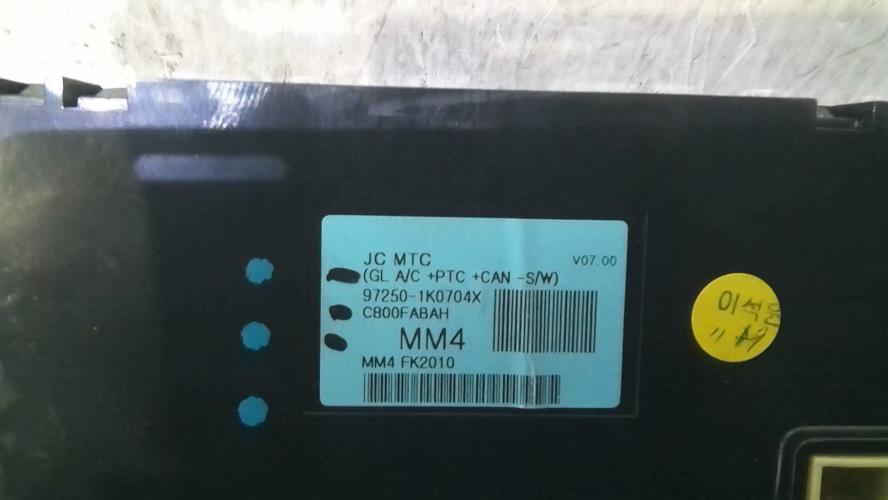 JC MTC
V07.00
(GL A/C +PTC +CAN -S/W)
97250-1K0704X
C800FABAH
MM4
MM4 FK2010